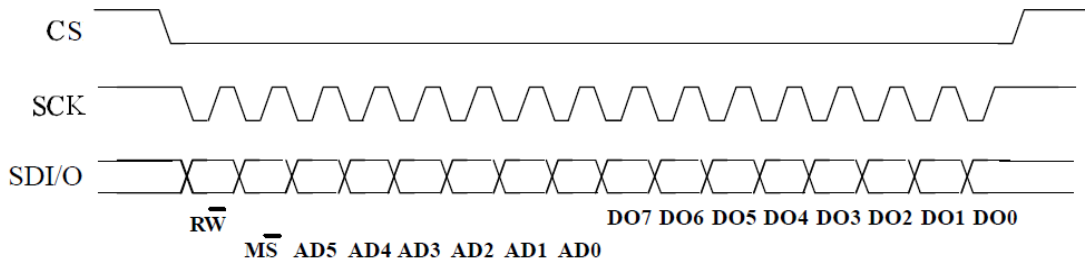 CS
SCK
SDI/O
RW̅ DO7 DO6 DO5 DO4 DO3 DO2 DO1 DO0
MS̅ AD5 AD4 AD3 AD2 AD1 AD0